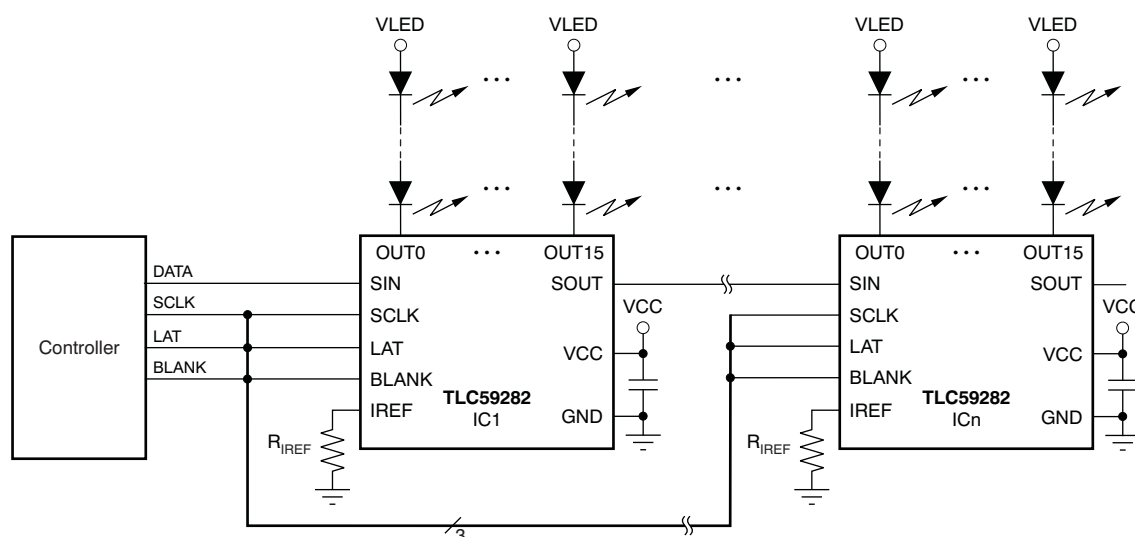 VLED VLED VLED VLED
... ... ...
... ... ...
OUT0 ... OUT15 OUT0 ... OUT15
DATA SIN SOUT SIN SOUT
SCLK SCLK VCC SCLK VCC
Controller LAT LAT VCC LAT VCC
BLANK BLANK BLANK
IREF TLC59282 GND IREF TLC59282 GND
IC1 ICn
RIREF RIREF
3